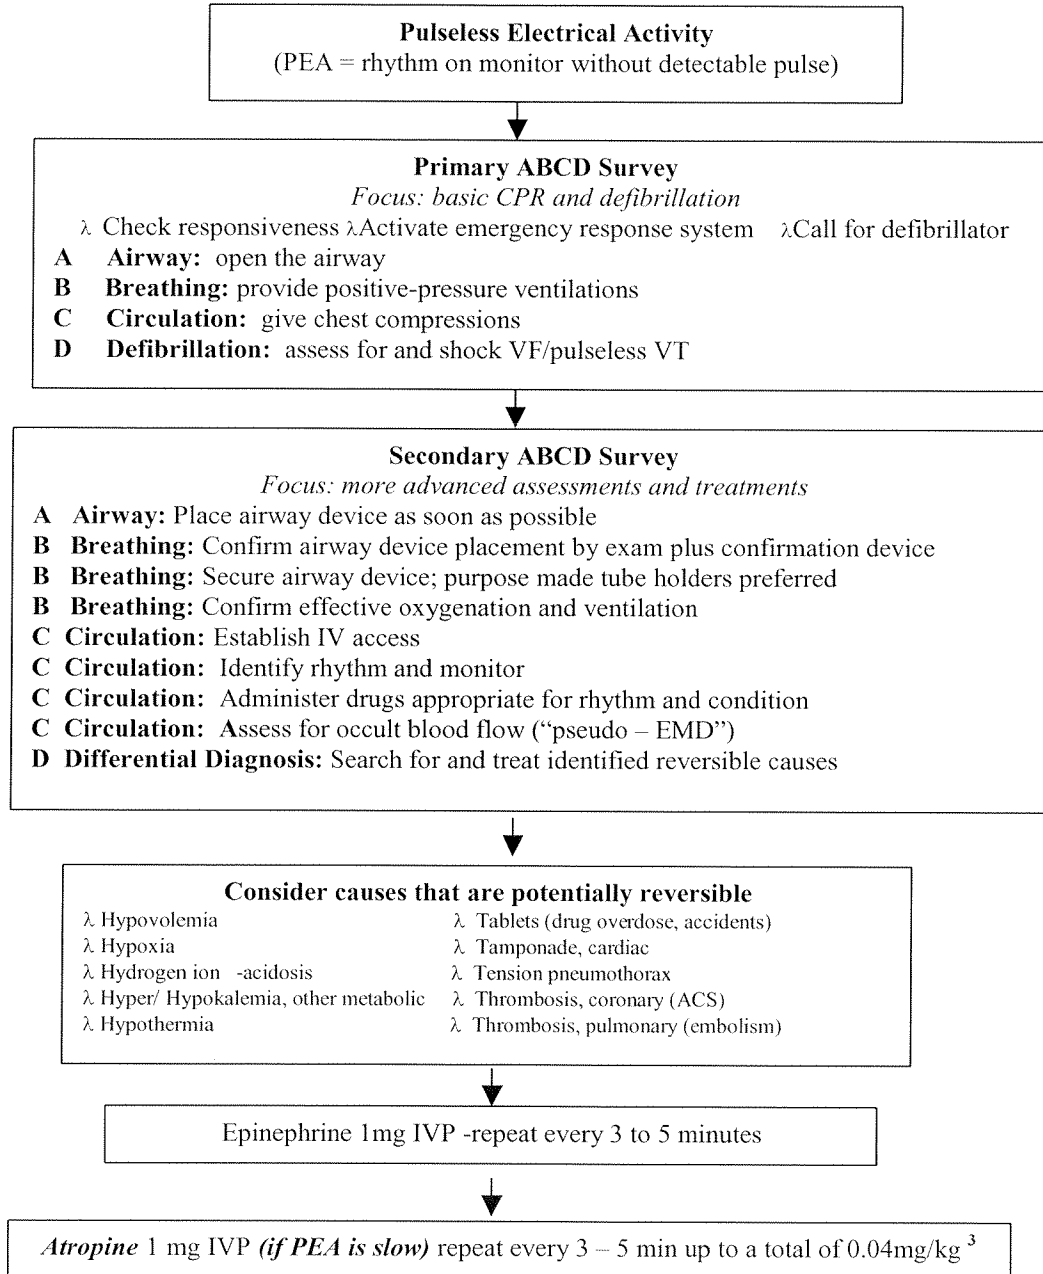 Pulseless Electrical Activity
(PEA = rhythm on monitor without detectable pulse)
Primary ABCD Survey
Focus: basic CPR and defibrillation
λ Check responsiveness λActivate emergency response system λCall for defibrillator
A Airway: open the airway
B Breathing: provide positive-pressure ventilations
C Circulation: give chest compressions
D Defibrillation: assess for and shock VF/pulseless VT
Secondary ABCD Survey
Focus: more advanced assessments and treatments
A Airway: Place airway device as soon as possible
B Breathing: Confirm airway device placement by exam plus confirmation device
B Breathing: Secure airway device; purpose made tube holders preferred
B Breathing: Confirm effective oxygenation and ventilation
C Circulation: Establish IV access
C Circulation: Identify rhythm and monitor
C Circulation: Administer drugs appropriate for rhythm and condition
C Circulation: Assess for occult blood flow (“pseudo – EMD”)
D Differential Diagnosis: Search for and treat identified reversible causes
Consider causes that are potentially reversible
λ Hypovolemia
λ Hypoxia
λ Hydrogen ion -acidosis
λ Hyper/ Hypokalemia, other metabolic
λ Hypothermia
λ Tablets (drug overdose, accidents)
λ Tamponade, cardiac
λ Tension pneumothorax
λ Thrombosis, coronary (ACS)
λ Thrombosis, pulmonary (embolism)
Epinephrine 1mg IVP -repeat every 3 to 5 minutes
Atropine 1 mg IVP (if PEA is slow) repeat every 3 – 5 min up to a total of 0.04mg/kg ³